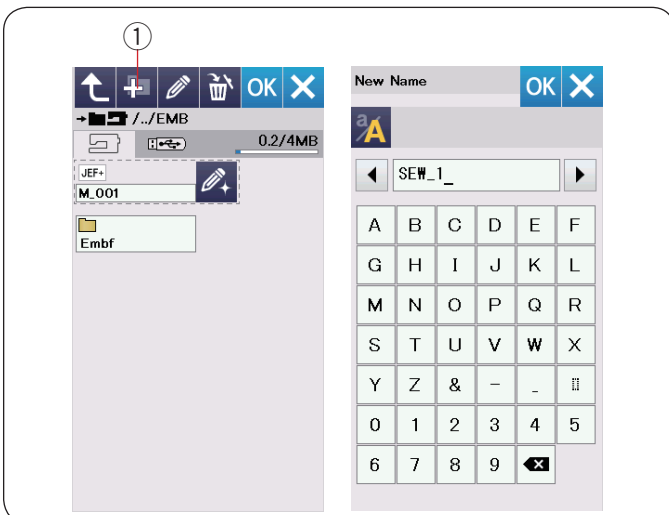 1
OK
/../EMB
0.2/4MB
JEF+
M_001
Embf
New Name
OK
a/A
SEW_1_
A B C D E F
G H I J K L
M N O P Q R
S T U V W X
Y Z & - _
0 1 2 3 4 5
6 7 8 9